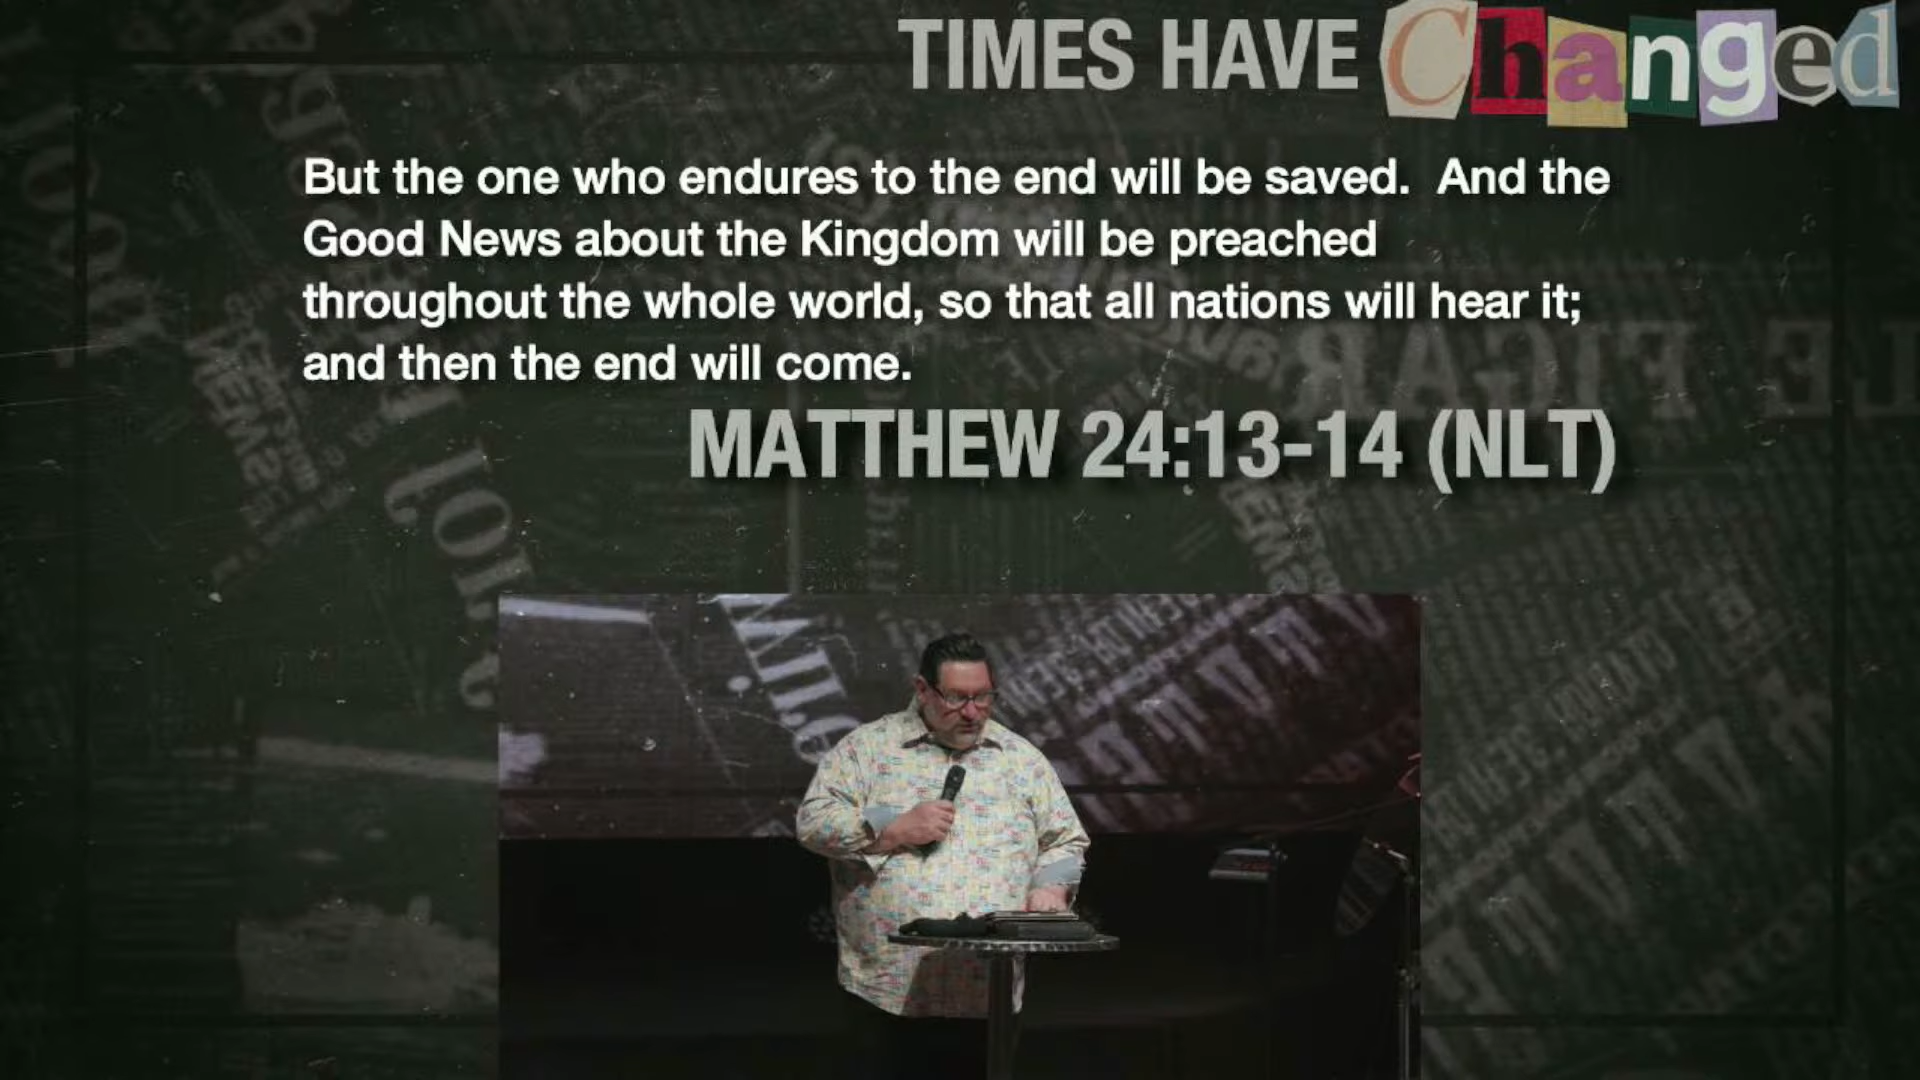 TIMES HAVE Changed
But the one who endures to the end will be saved.  And the
Good News about the Kingdom will be preached
throughout the whole world, so that all nations will hear it;
and then the end will come.
MATTHEW 24:13-14 (NLT)